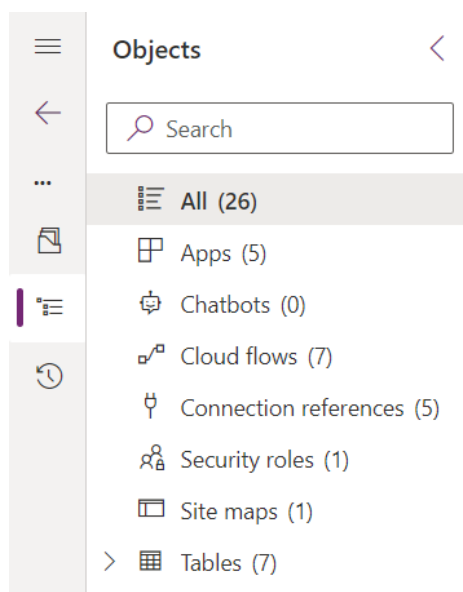 Objects
Search
All (26)
Apps (5)
Chatbots (0)
Cloud flows (7)
Connection references (5)
Security roles (1)
Site maps (1)
Tables (7)